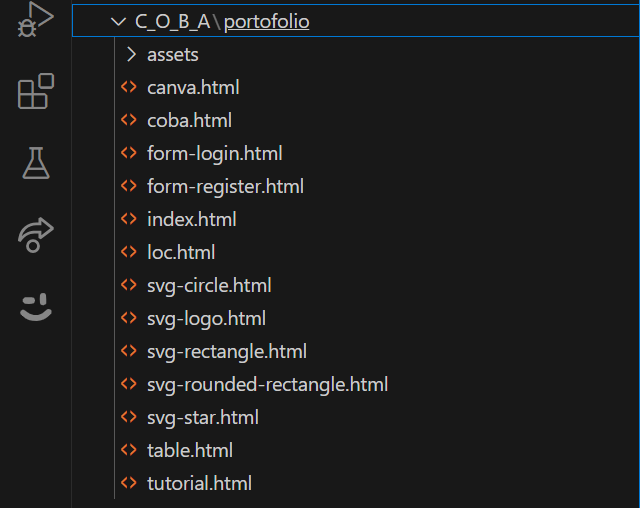 C_O_B_A\portofolio
assets
canva.html
coba.html
form-login.html
form-register.html
index.html
loc.html
svg-circle.html
svg-logo.html
svg-rectangle.html
svg-rounded-rectangle.html
svg-star.html
table.html
tutorial.html